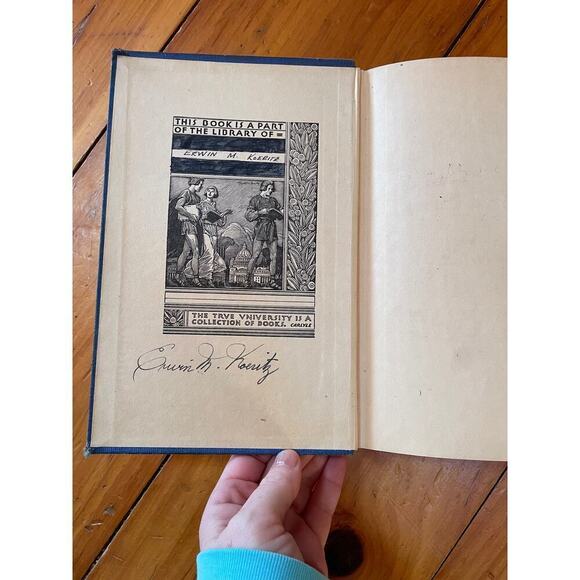 THIS BOOK IS A PART
OF THE LIBRARY OF =
ERWIN M KOERITZ
THE TRVE VNIVERSITY IS A
COLLECTION OF BOOKS. CARLYLE
Erwin M. Koeritz